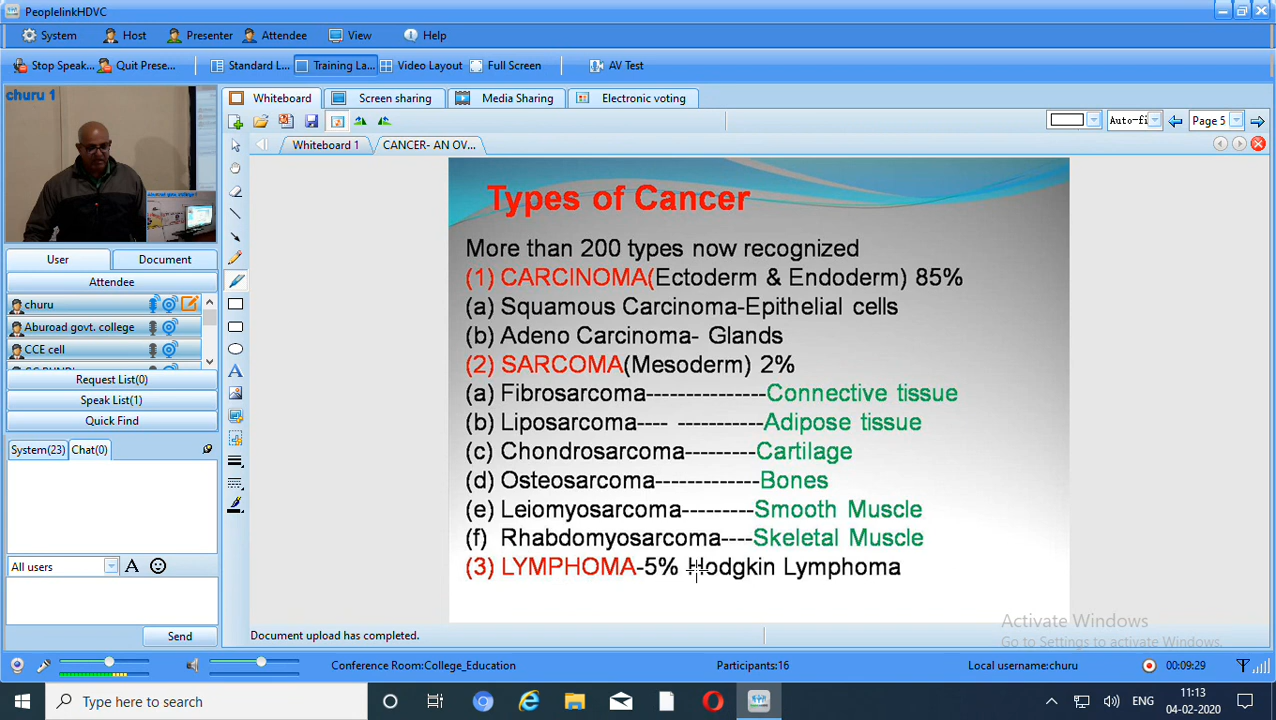 PeoplelinkHDVC
System Host Presenter Attendee View Help
Stop Speak... Quit Prese... Standard L... Training La... Video Layout Full Screen AV Test
churu 1
Whiteboard Screen sharing Media Sharing Electronic voting
Auto-fi Page 5
Whiteboard 1 CANCER- AN OV...
Aburoad gov. college1
User Document
Attendee
churu
Aburoad govt. college
CCE cell
Request List(0)
Speak List(1)
Quick Find
System(23) Chat(0)
All users
Send
Types of Cancer
More than 200 types now recognized
(1) CARCINOMA(Ectoderm & Endoderm) 85%
(a) Squamous Carcinoma-Epithelial cells
(b) Adeno Carcinoma- Glands
(2) SARCOMA(Mesoderm) 2%
(a) Fibrosarcoma---------------Connective tissue
(b) Liposarcoma---- -----------Adipose tissue
(c) Chondrosarcoma---------Cartilage
(d) Osteosarcoma-------------Bones
(e) Leiomyosarcoma---------Smooth Muscle
(f) Rhabdomyosarcoma----Skeletal Muscle
(3) LYMPHOMA-5% Hodgkin Lymphoma
Activate Windows
Go to Settings to activate Windows.
Document upload has completed.
Conference Room:College_Education Participants:16 Local username:churu 00:09:29
Type here to search
ENG
11:13
04-02-2020